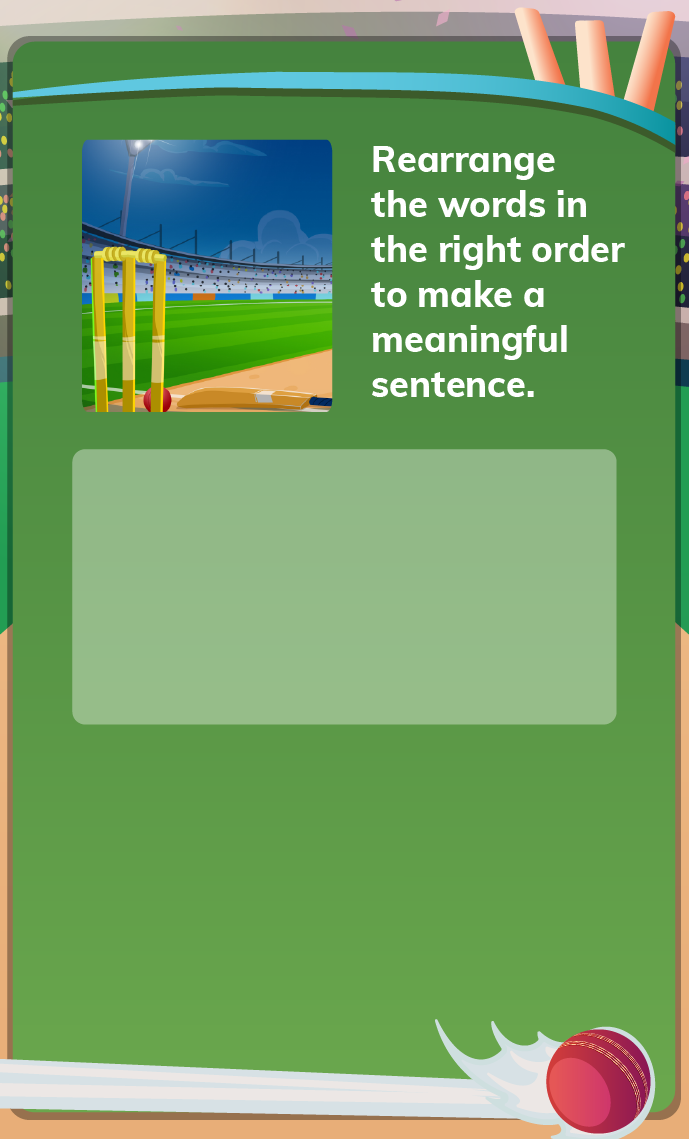 Rearrange
the words in
the right order
to make a
meaningful
sentence.